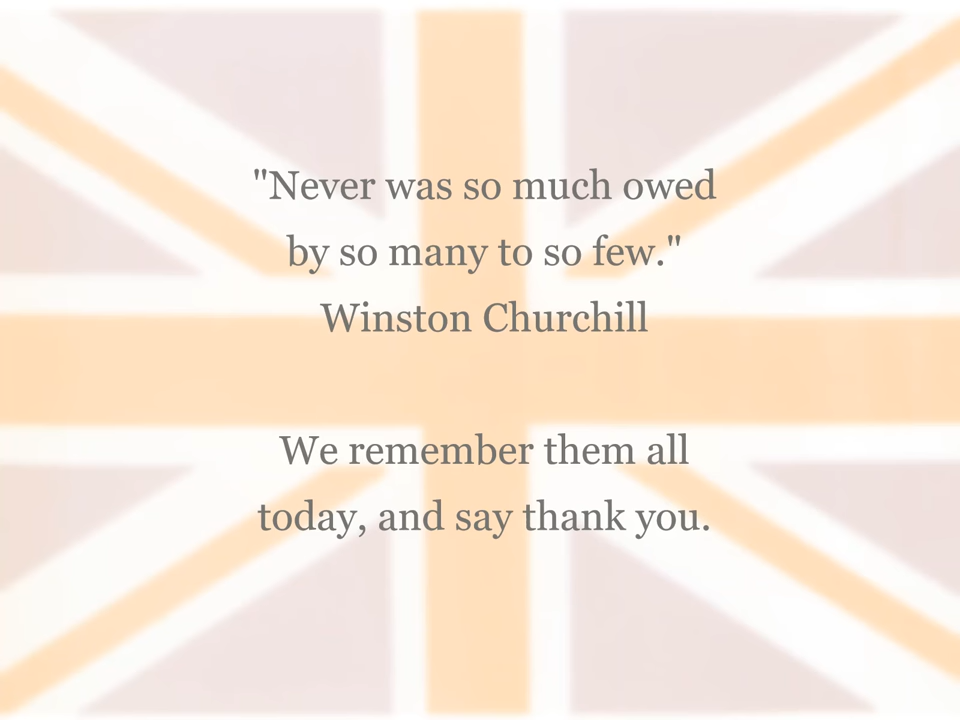 "Never was so much owed
by so many to so few."
Winston Churchill
We remember them all
today, and say thank you.